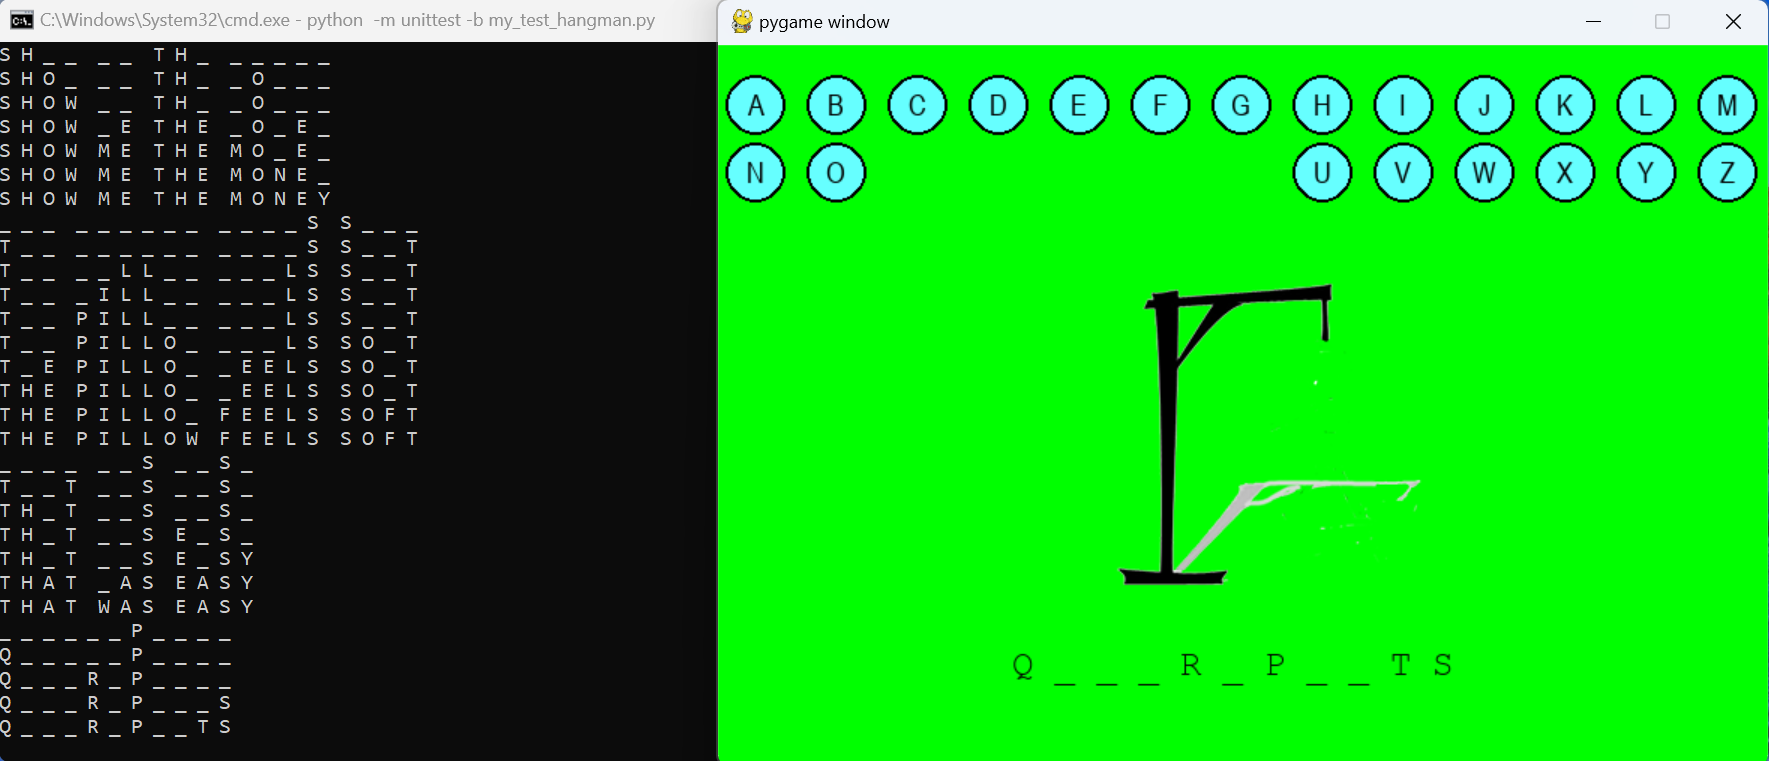 C:\Windows\System32\cmd.exe - python -m unittest -b my_test_hangman.py
S H _ _  _ _  T H _  _ _ _ _ _
S H O _  _ _  T H _  _ O _ _ _
S H O W  _ _  T H _  _ O _ _ _
S H O W  _ E  T H E  _ O _ E _
S H O W  M E  T H E  M O _ E _
S H O W  M E  T H E  M O N E _
S H O W  M E  T H E  M O N E Y
_ _ _  _ _ _ _ _ _  _ _ _ _ S  S _ _ _
T _ _  _ _ _ _ _ _  _ _ _ _ S  S _ _ T
T _ _  _ _ L L _ _  _ _ _ L S  S _ _ T
T _ _  _ I L L _ _  _ _ _ L S  S _ _ T
T _ _  P I L L _ _  _ _ _ L S  S _ _ T
T _ _  P I L L O _  _ _ _ L S  S O _ T
T _ E  P I L L O _  _ E E L S  S O _ T
T H E  P I L L O _  _ E E L S  S O _ T
T H E  P I L L O _  F E E L S  S O F T
T H E  P I L L O W  F E E L S  S O F T
_ _ _ _  _ _ S  _ _ S _
T _ _ T  _ _ S  _ _ S _
T H _ T  _ _ S  _ _ S _
T H _ T  _ _ S  E _ S _
T H _ T  _ _ S  E _ S Y
T H A T  _ A S  E A S Y
T H A T  W A S  E A S Y
_ _ _ _ _ _ P _ _ _ _
Q _ _ _ _ _ P _ _ _ _
Q _ _ _ R _ P _ _ _ _
Q _ _ _ R _ P _ _ _ S
Q _ _ _ R _ P _ _ T S
pygame window
A B C D E F G H I J K L M
N O U V W X Y Z
Q _ _ _ R _ P _ _ T S